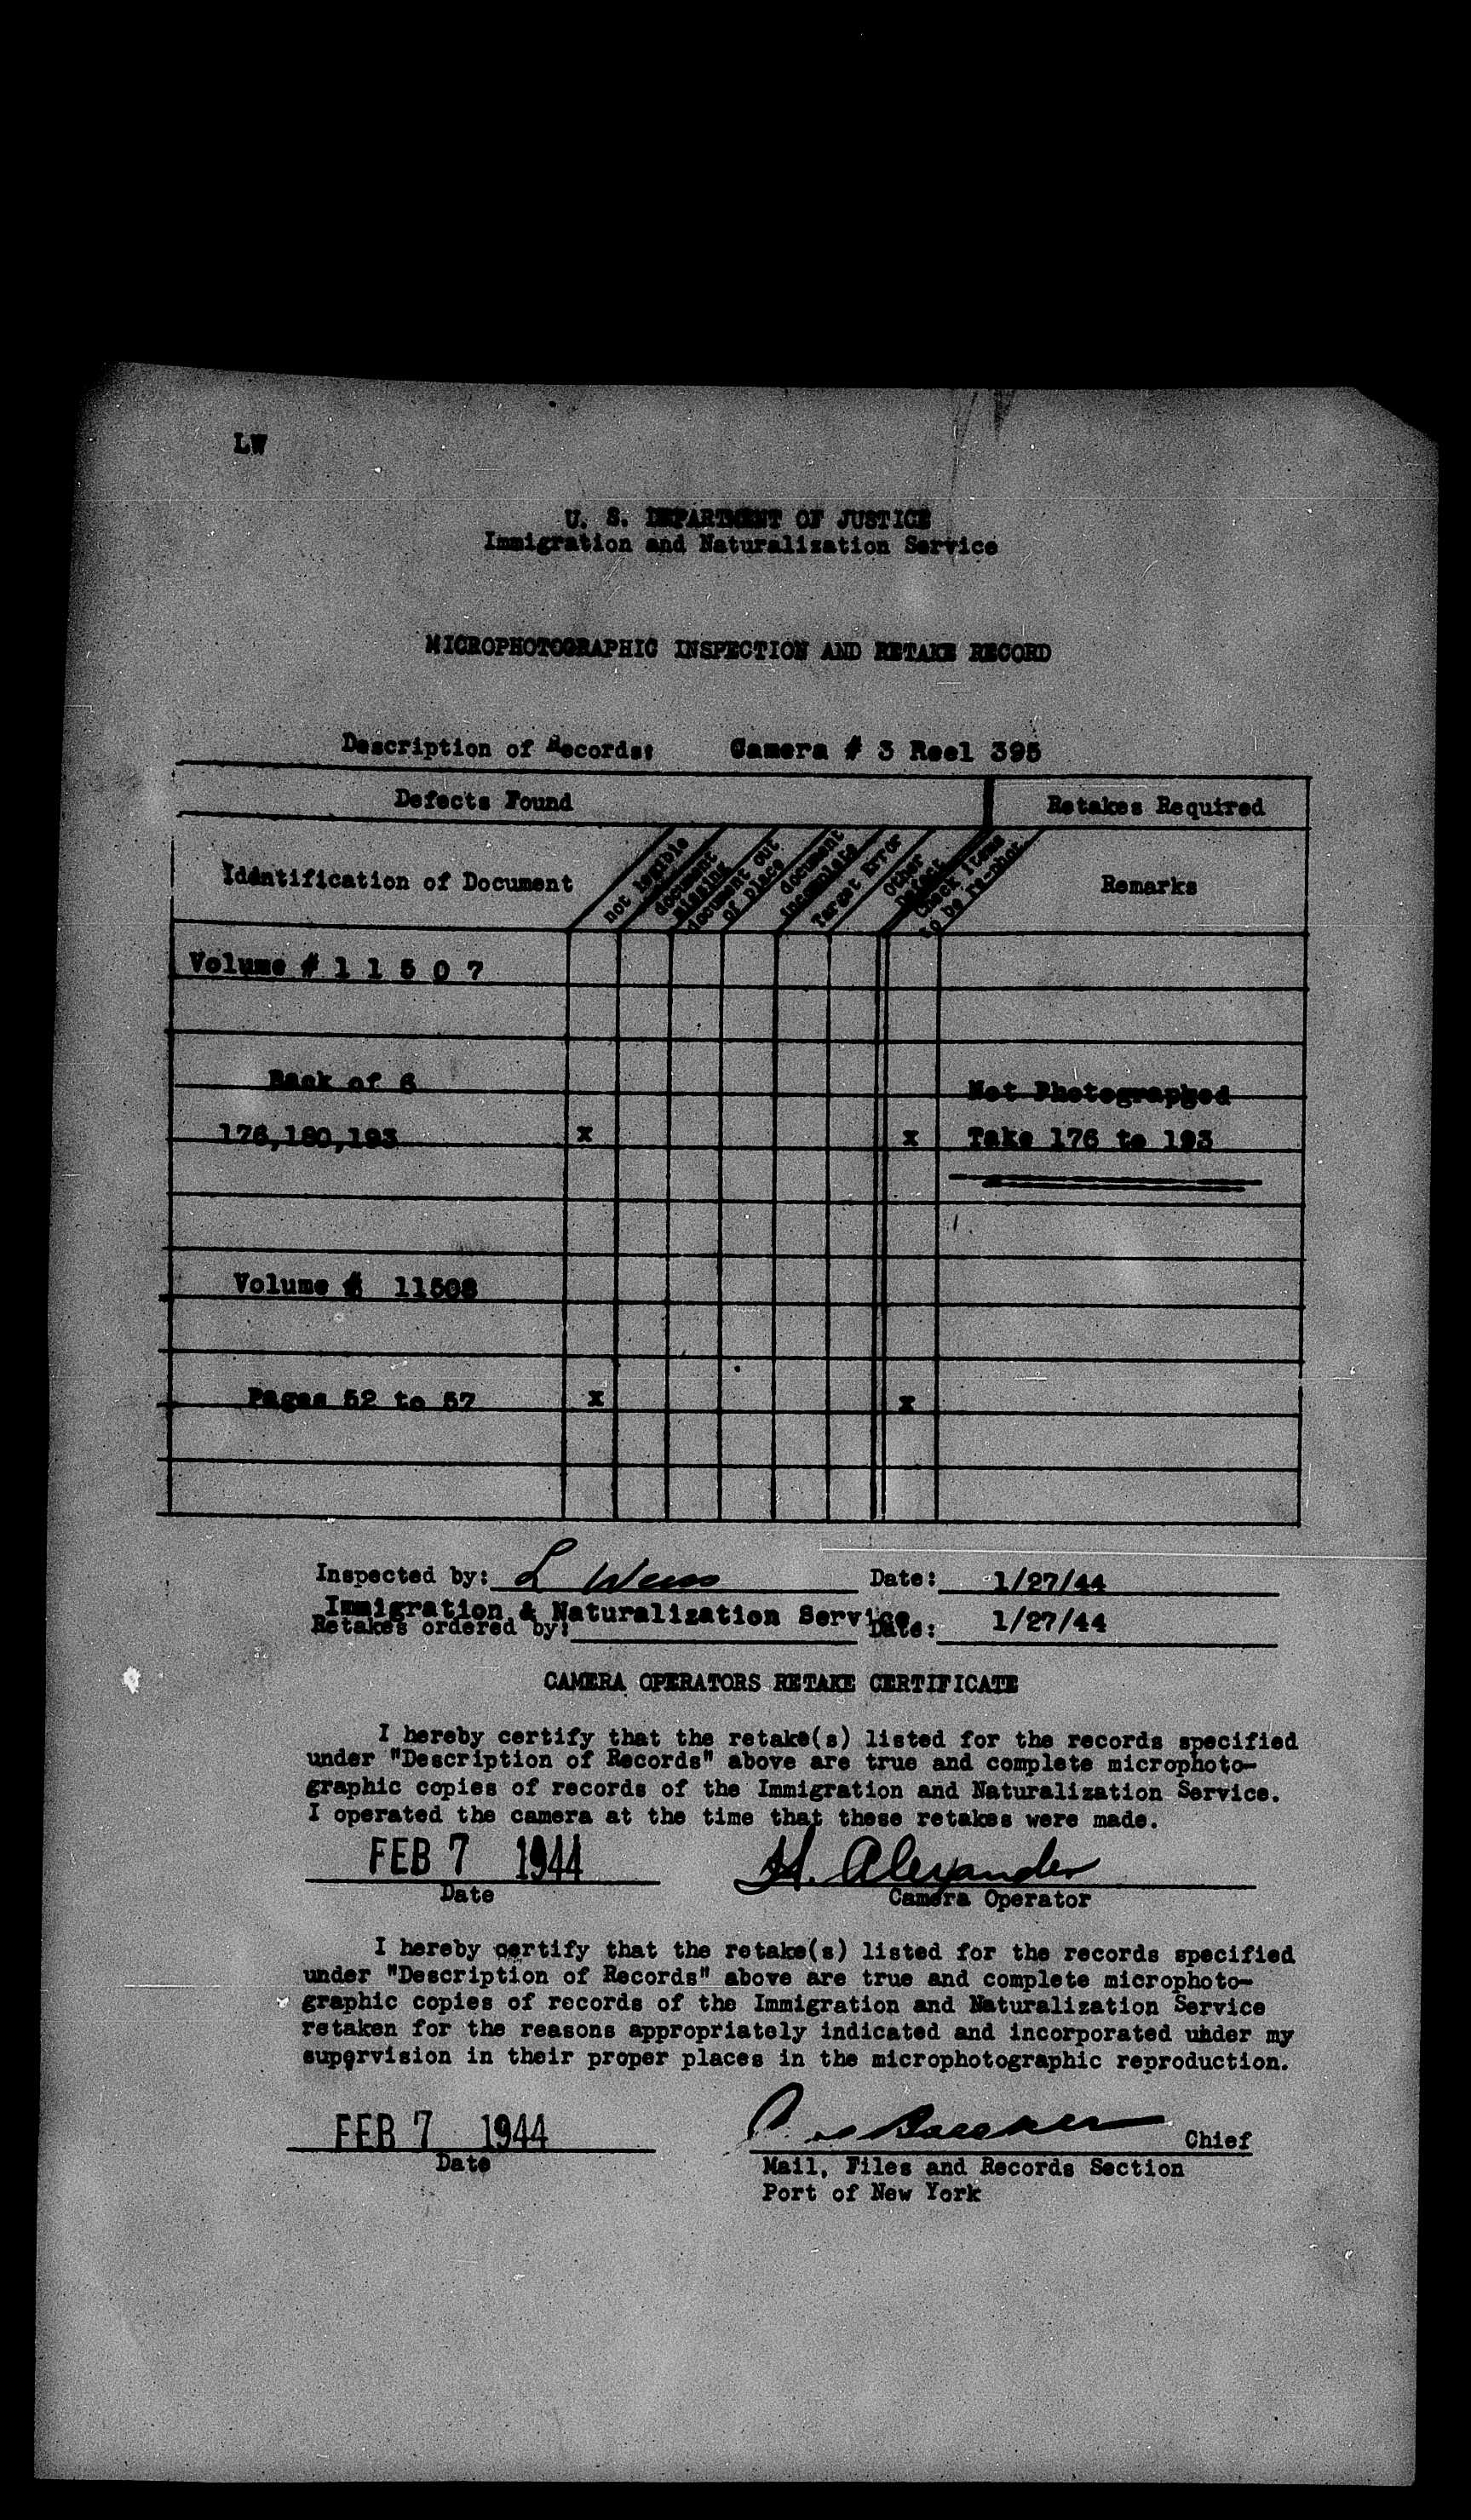 LW
U. S. DEPARTMENT OF JUSTICE
Immigration and Naturalization Service
MICROPHOTOGRAPHIC INSPECTION AND RETAKE RECORD
Description of Records: Camera # 3 Reel 395
Defects Found
Retakes Required
Identification of Document
not legible
document
missing
document out
of place
document
incomplete
Target Error
Other
Defect
Check items
to be re-phot.
Remarks
Volume # 1 1 5 0 7
Back of 6
Not Photographed
176,180,193 x x Take 176 to 193
Volume # 11508
Pages 52 to 57 x x
Inspected by: L Weiss Date: 1/27/44
Immigration & Naturalization Service
Retakes ordered by: Date: 1/27/44
CAMERA OPERATORS RETAKE CERTIFICATE
I hereby certify that the retake(s) listed for the records specified
under "Description of Records" above are true and complete microphoto-
graphic copies of records of the Immigration and Naturalization Service.
I operated the camera at the time that these retakes were made.
FEB 7 1944 H. Alexander
Date Camera Operator
I hereby certify that the retake(s) listed for the records specified
under "Description of Records" above are true and complete microphoto-
graphic copies of records of the Immigration and Naturalization Service
retaken for the reasons appropriately indicated and incorporated under my
supervision in their proper places in the microphotographic reproduction.
FEB 7 1944 Chief
Date Mail, Files and Records Section
Port of New York